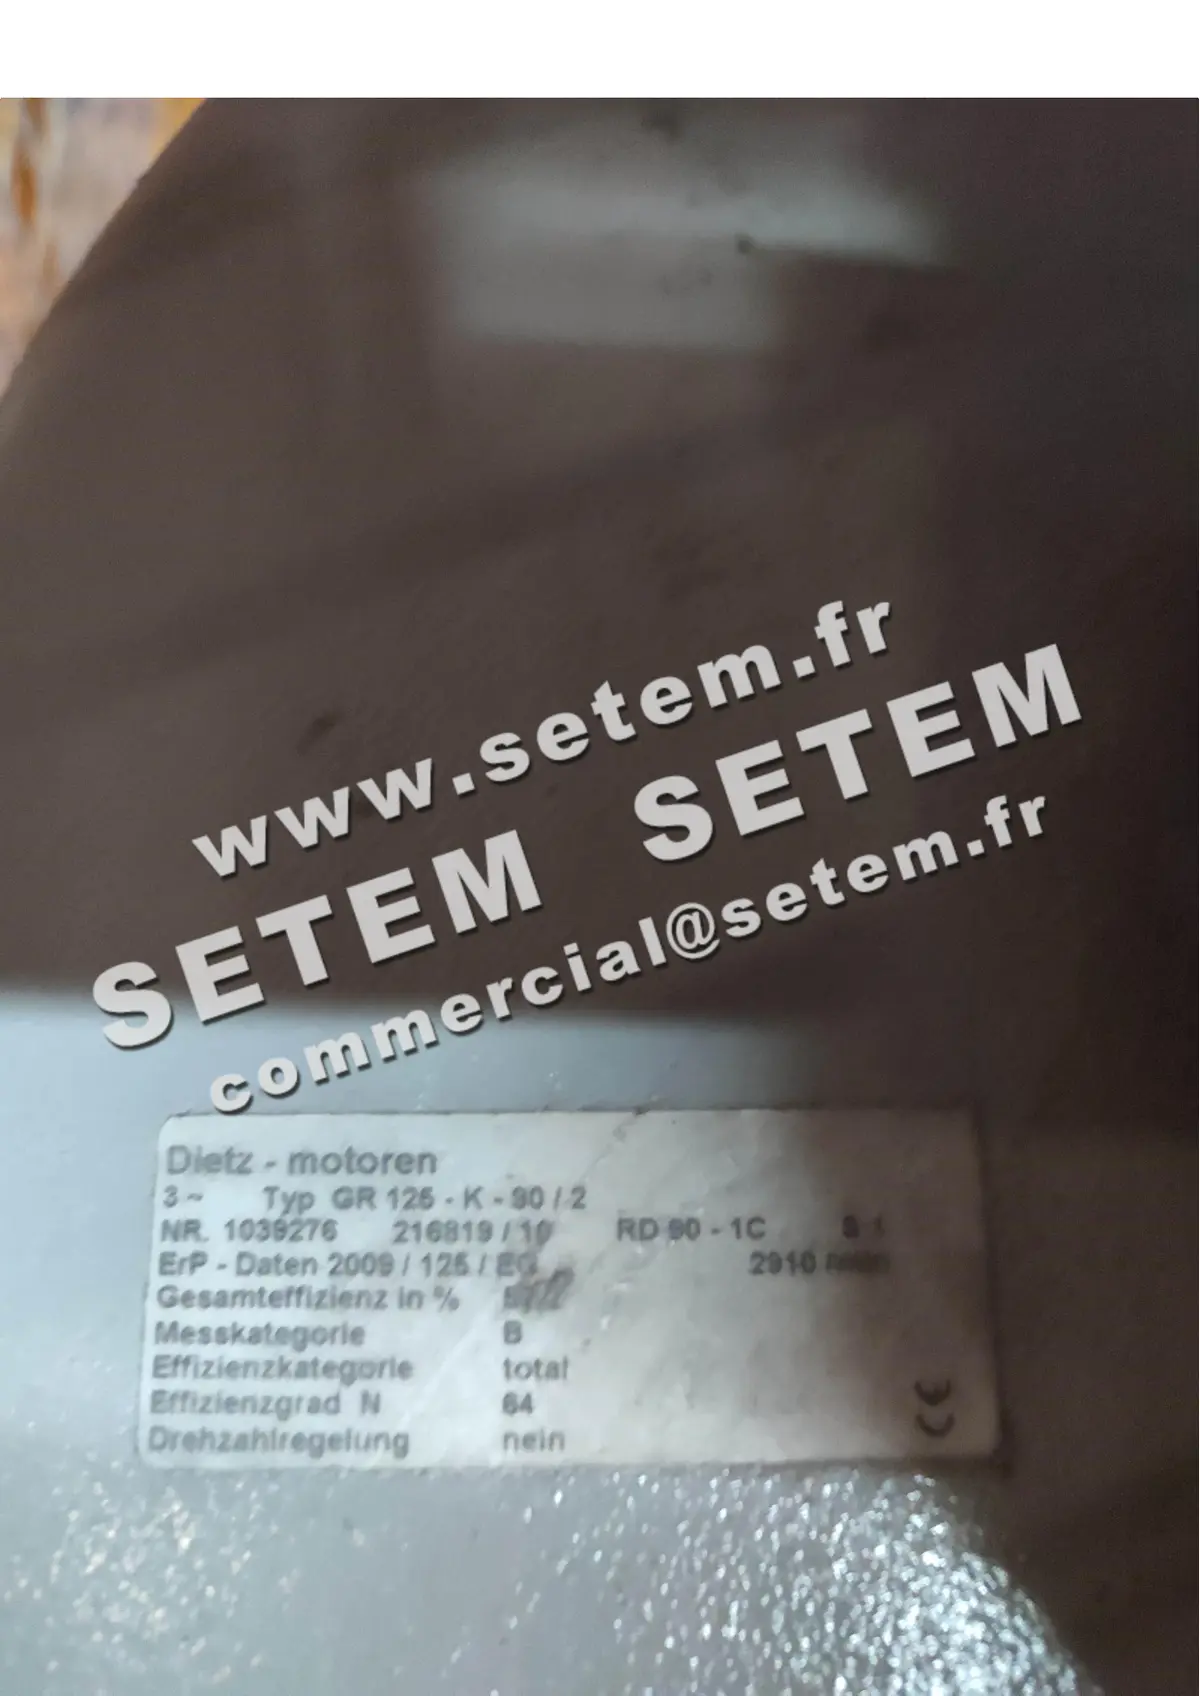 www.setem.fr
SETEM SETEM
commercial@setem.fr
Dietz - motoren
3 ~ Typ GR 125 - K - 90 / 2
NR. 1039276 216819 / 10 RD 90 - 1C
ErP - Daten 2009 / 125 / EG 2910
Gesamteffizienz in %
Messkategorie B
Effizienzkategorie total
Effizienzgrad N 64
Drehzahlregelung nein
CE